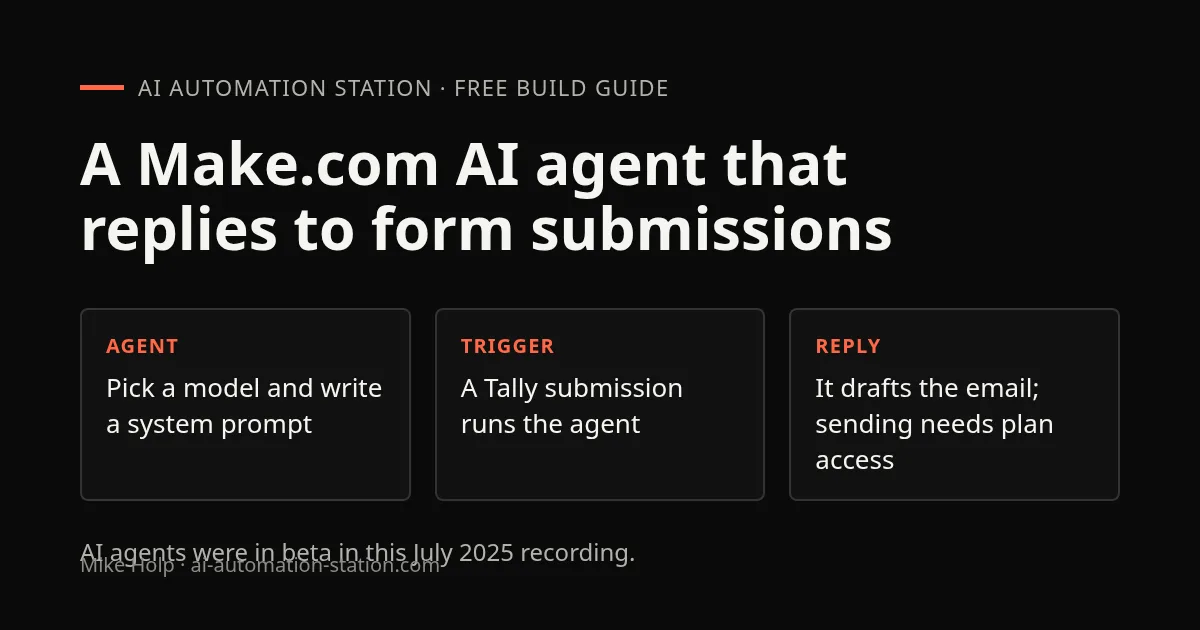 AI AUTOMATION STATION · FREE BUILD GUIDE
A Make.com AI agent that
replies to form submissions
AGENT
Pick a model and write
a system prompt
TRIGGER
A Tally submission
runs the agent
REPLY
It drafts the email;
sending needs plan
access
AI agents were in beta in this July 2025 recording.
Mike Holp · ai-automation-station.com